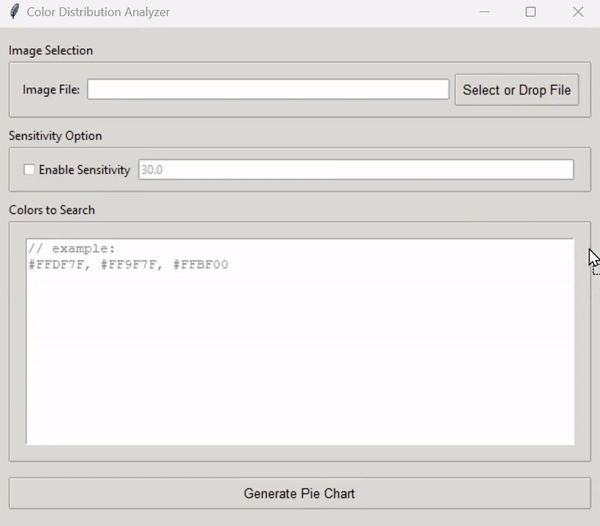 Color Distribution Analyzer
Image Selection
Image File:
Select or Drop File
Sensitivity Option
Enable Sensitivity
30.0
Colors to Search
// example:
#FFDF7F, #FF9F7F, #FFBF00
Generate Pie Chart